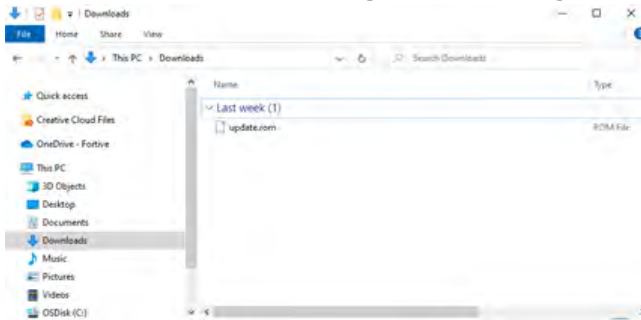 Downloads
File Home Share View
This PC > Downloads
Search Downloads
Name
Type
Quick access
Last week (1)
Creative Cloud Files
update.rom
ROM File
OneDrive - Fortive
This PC
3D Objects
Desktop
Documents
Downloads
Music
Pictures
Videos
OSDisk (C:)